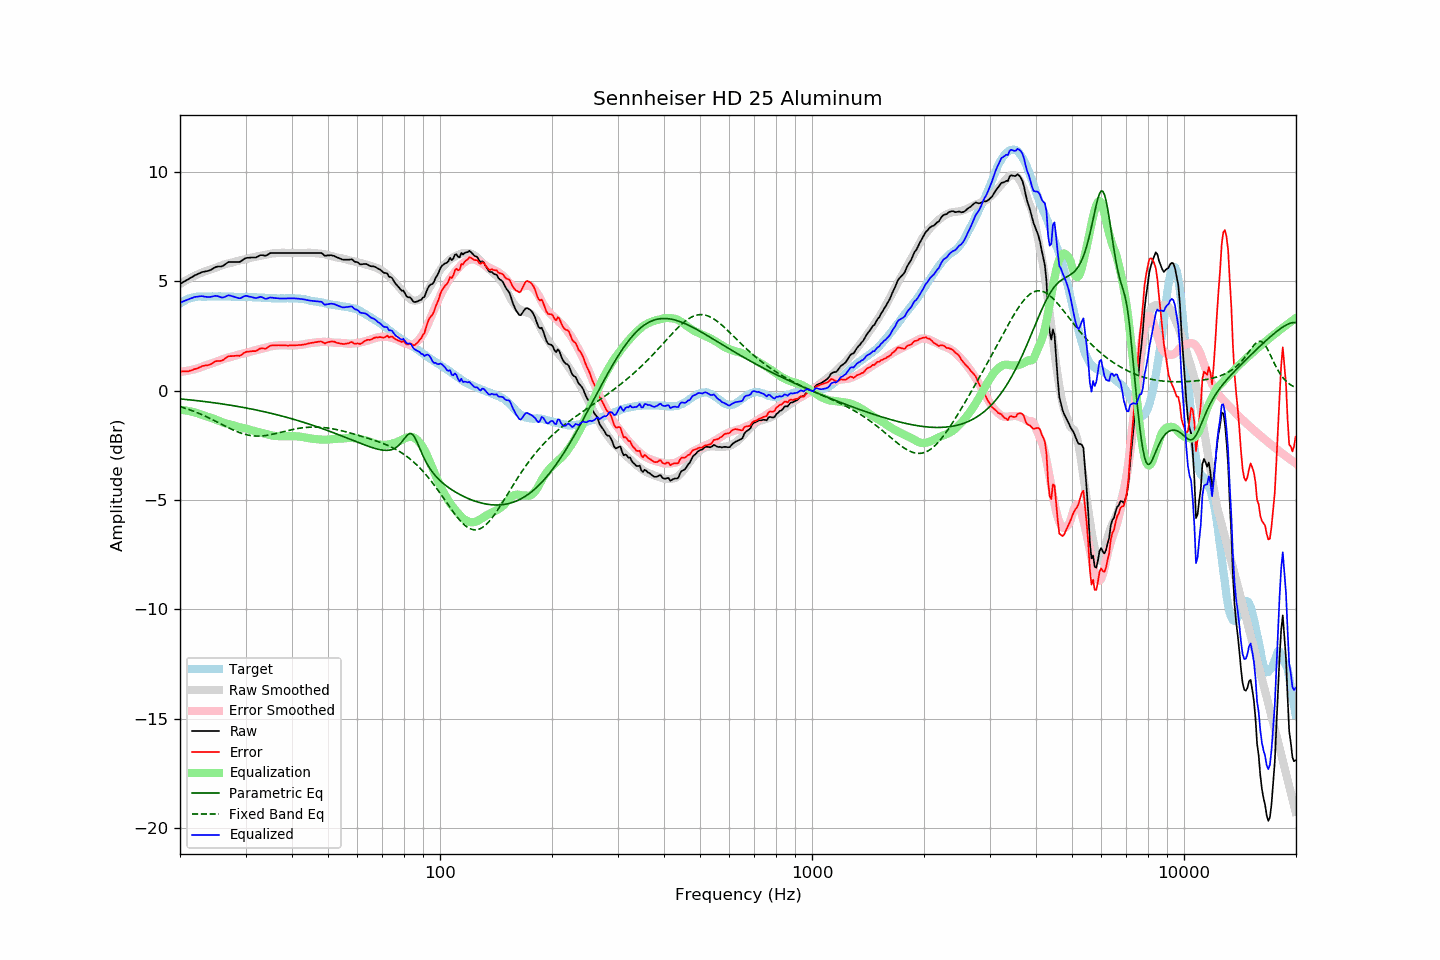 Sennheiser HD 25 Aluminum
10
5
0
−5
−10
−15
−20
Amplitude (dBr)
Target
Raw Smoothed
Error Smoothed
Raw
Error
Equalization
Parametric Eq
Fixed Band Eq
Equalized
100
1000
10000
Frequency (Hz)